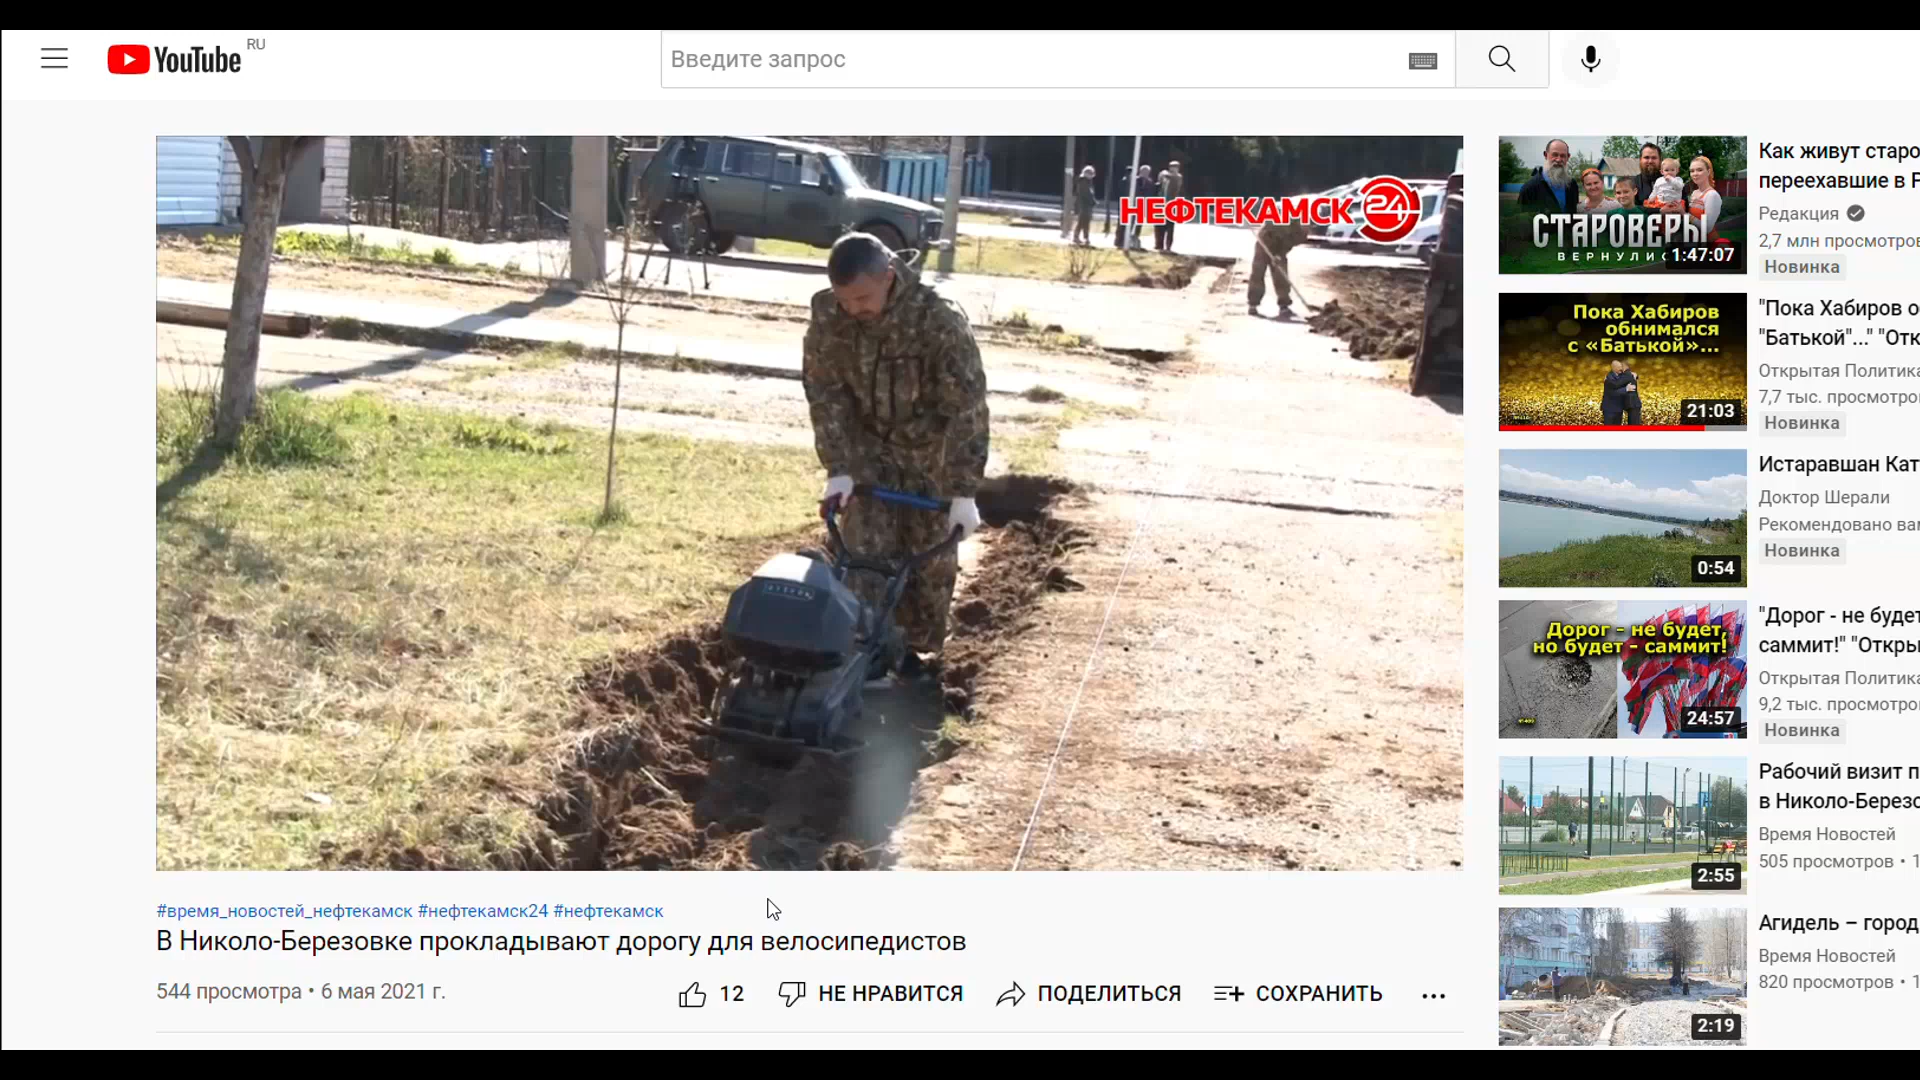 YouTube RU
Введите запрос
НЕФТЕКАМСК 24
#время_новостей_нефтекамск #нефтекамск24 #нефтекамск
В Николо-Березовке прокладывают дорогу для велосипедистов
544 просмотра • 6 мая 2021 г.
12 НЕ НРАВИТСЯ ПОДЕЛИТЬСЯ СОХРАНИТЬ
СТАРОВЕРЫ
ВЕРНУЛИС
1:47:07
Как живут старо
переехавшие в Р
Редакция
2,7 млн просмотров
Новинка
Пока Хабиров
обнимался
с «Батькой»...
21:03
"Пока Хабиров о
"Батькой"..." "Отк
Открытая Политика
7,7 тыс. просмотро
Новинка
0:54
Истаравшан Кат
Доктор Шерали
Рекомендовано ва
Новинка
Дорог - не будет,
но будет - саммит!
24:57
"Дорог - не будет
саммит!" "Откры
Открытая Политика
9,2 тыс. просмотро
Новинка
2:55
Рабочий визит п
в Николо-Березо
Время Новостей
505 просмотров • 1
2:19
Агидель – город
Время Новостей
820 просмотров • 1